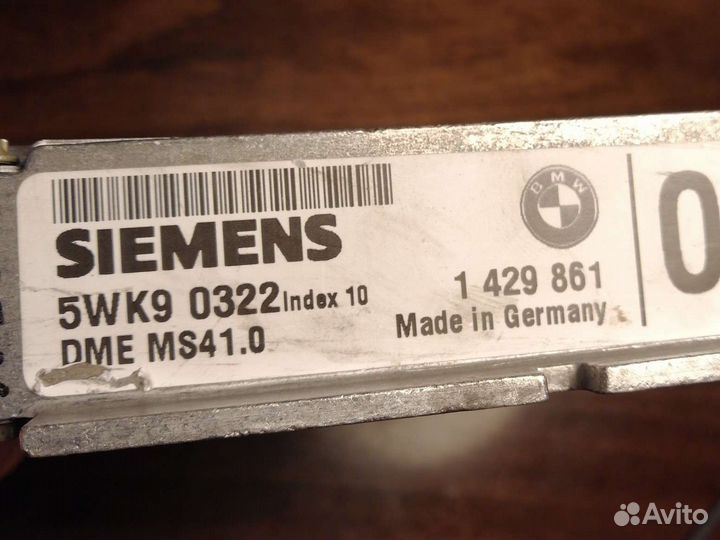 SIEMENS
BMW
5WK9 0322 Index 10
1 429 861
DME MS41.0
Made in Germany
0
Avito